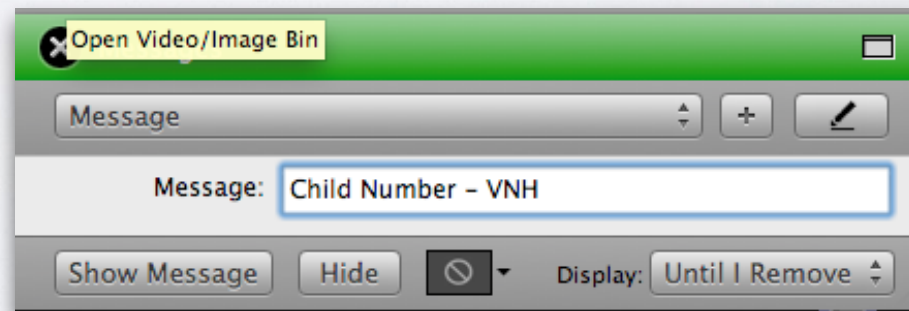 Open Video/Image Bin
Message
Message: Child Number – VNH
Show Message Hide Display: Until I Remove